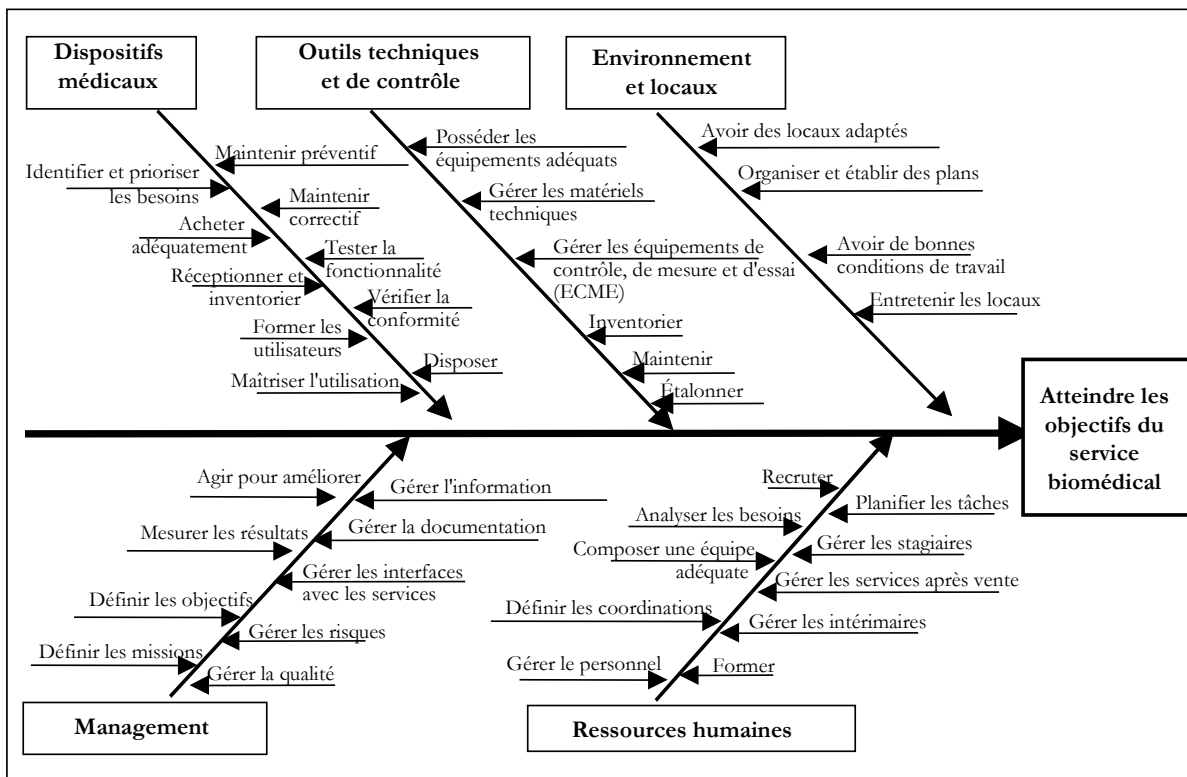 Dispositifs
médicaux
Outils techniques
et de contrôle
Environnement
et locaux
Maintenir préventif
Identifier et prioriser
les besoins
Maintenir
correctif
Acheter
adéquatement
Tester la
fonctionnalité
Réceptionner et
inventorier
Vérifier la
conformité
Former les
utilisateurs
Disposer
Maîtriser l'utilisation
Posséder les
équipements adéquats
Gérer les matériels
techniques
Gérer les équipements de
contrôle, de mesure et d'essai
(ECME)
Inventorier
Maintenir
Étalonner
Avoir des locaux adaptés
Organiser et établir des plans
Avoir de bonnes
conditions de travail
Entretenir les locaux
Atteindre les
objectifs du
service
biomédical
Agir pour améliorer
Gérer l'information
Mesurer les résultats
Gérer la documentation
Gérer les interfaces
avec les services
Définir les objectifs
Gérer les risques
Définir les missions
Gérer la qualité
Management
Recruter
Planifier les tâches
Analyser les besoins
Gérer les stagiaires
Composer une équipe
adéquate
Gérer les services après vente
Définir les coordinations
Gérer les intérimaires
Gérer le personnel
Former
Ressources humaines